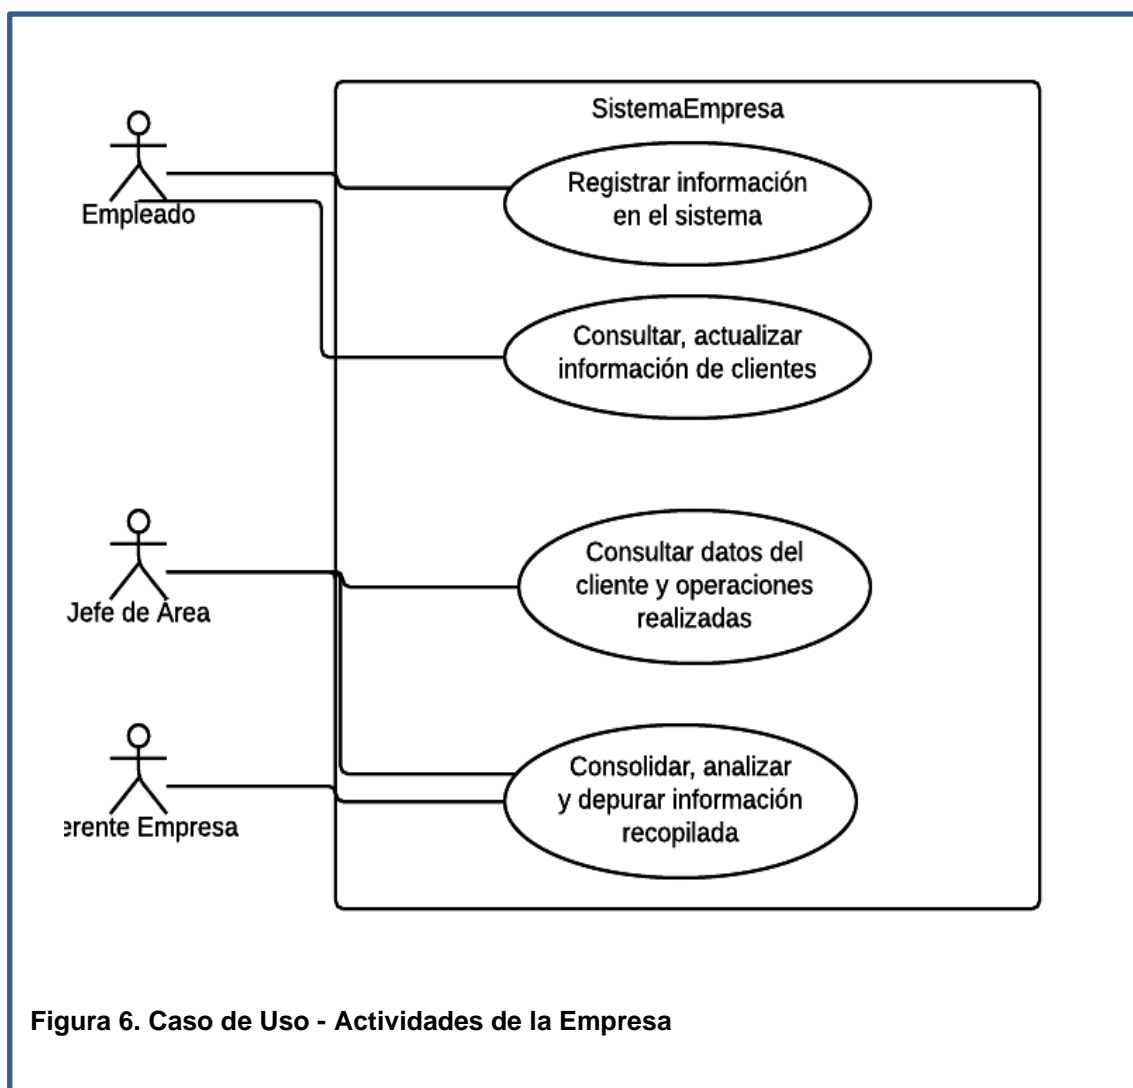 SistemaEmpresa
Registrar información
en el sistema
Empleado
Consultar, actualizar
información de clientes
Consultar datos del
cliente y operaciones
realizadas
Jefe de Área
Consolidar, analizar
y depurar información
recopilada
erente Empresa
Figura 6. Caso de Uso - Actividades de la Empresa